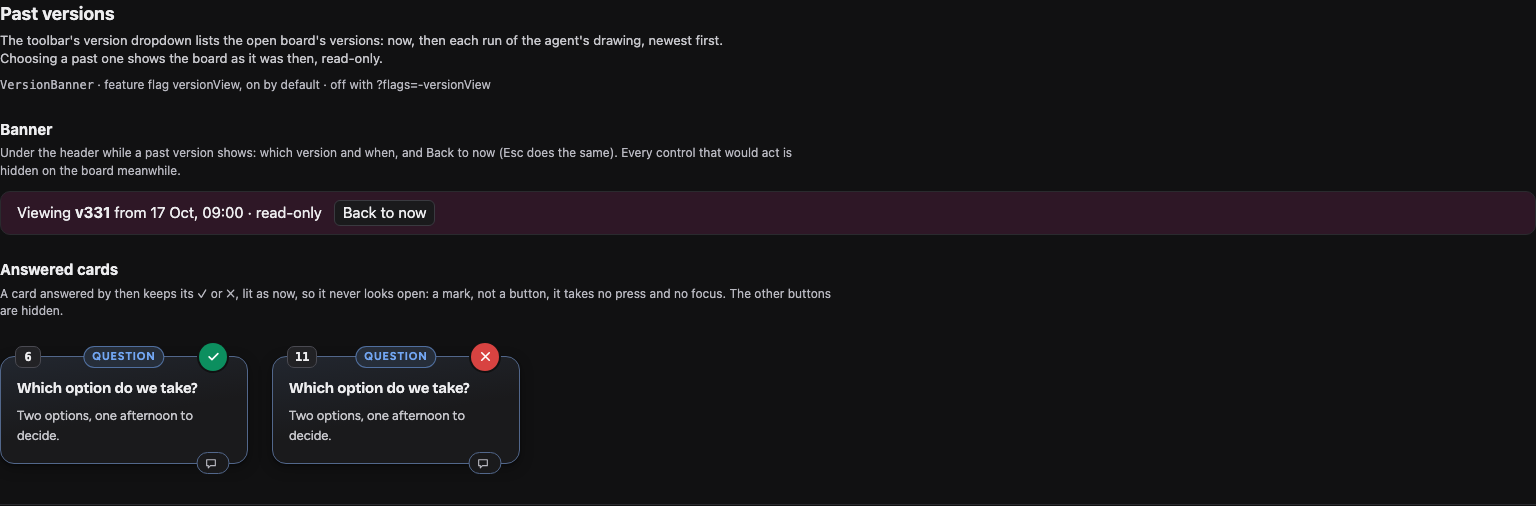 Past versions
The toolbar's version dropdown lists the open board's versions: now, then each run of the agent's drawing, newest first.
Choosing a past one shows the board as it was then, read-only.
VersionBanner · feature flag versionView, on by default · off with ?flags=-versionView
Banner
Under the header while a past version shows: which version and when, and Back to now (Esc does the same). Every control that would act is
hidden on the board meanwhile.
Viewing v331 from 17 Oct, 09:00 · read-only Back to now
Answered cards
A card answered by then keeps its ✓ or ✕, lit as now, so it never looks open: a mark, not a button, it takes no press and no focus. The other buttons
are hidden.
6 QUESTION ✓
Which option do we take?
Two options, one afternoon to
decide.
11 QUESTION ✕
Which option do we take?
Two options, one afternoon to
decide.